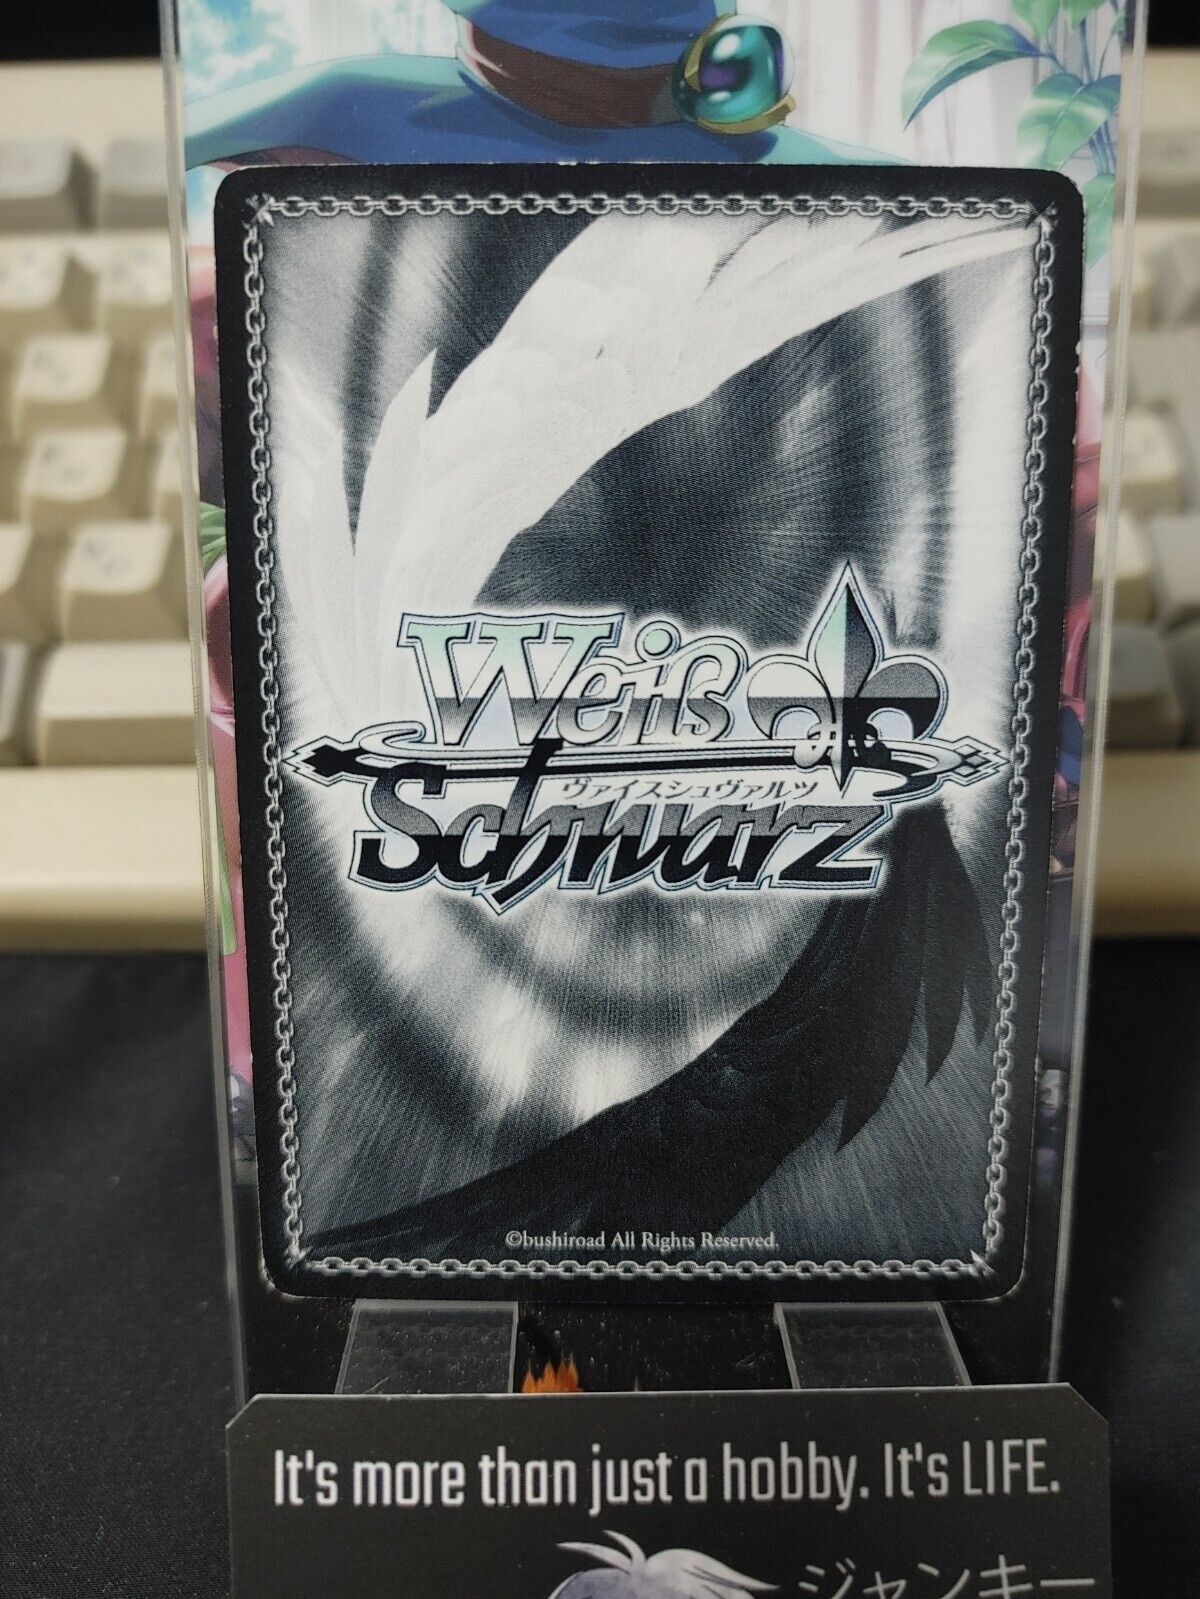 Weiß
ヴァイスシュヴァルツ
Schwarz
©bushiroad All Rights Reserved.
It's more than just a hobby. It's LIFE.
ジャンキー